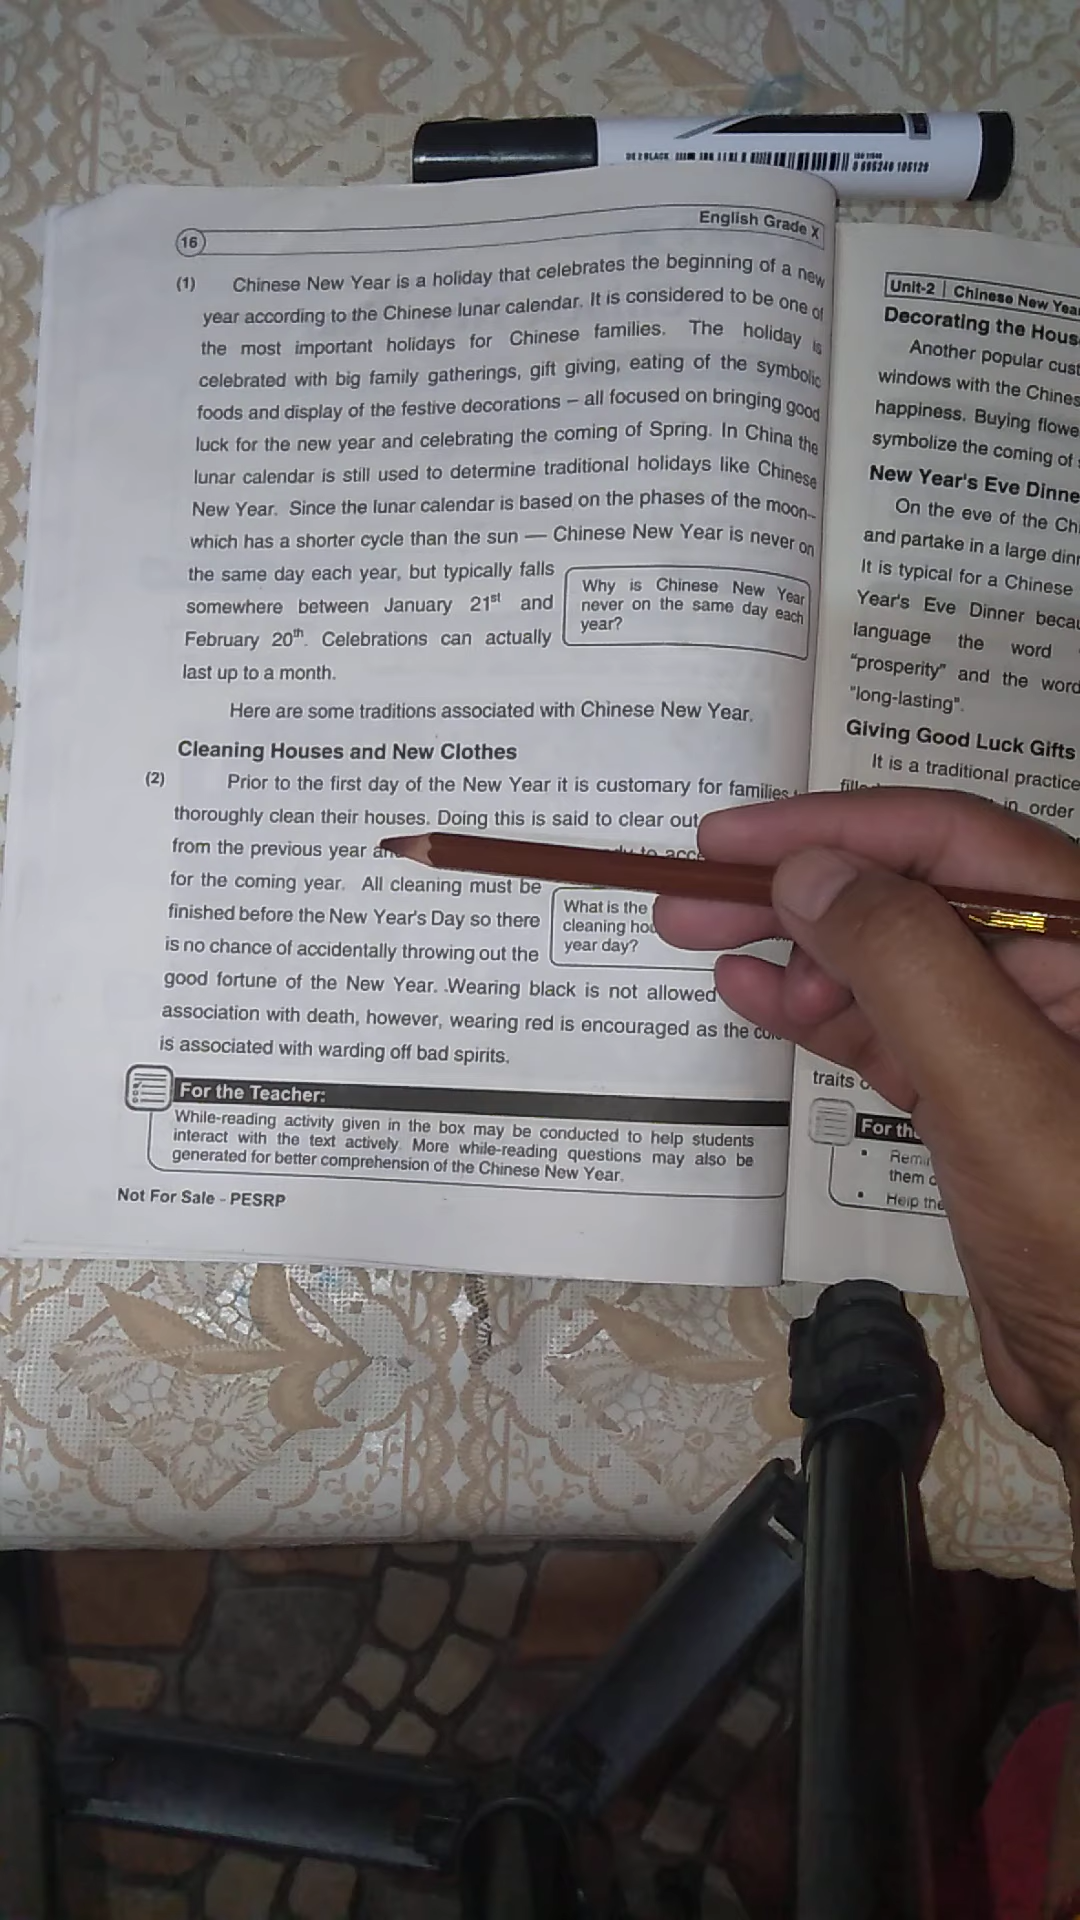 DE 2 BLACK
6 985246 106129
16
English Grade X
(1) Chinese New Year is a holiday that celebrates the beginning of a new
year according to the Chinese lunar calendar. It is considered to be one of
the most important holidays for Chinese families. The holiday is
celebrated with big family gatherings, gift giving, eating of the symbolic
foods and display of the festive decorations – all focused on bringing good
luck for the new year and celebrating the coming of Spring. In China the
lunar calendar is still used to determine traditional holidays like Chinese
New Year. Since the lunar calendar is based on the phases of the moon–
which has a shorter cycle than the sun — Chinese New Year is never on
the same day each year, but typically falls
somewhere between January 21st and
February 20th. Celebrations can actually
last up to a month.
Why is Chinese New Year
never on the same day each
year?
Here are some traditions associated with Chinese New Year.
Cleaning Houses and New Clothes
(2) Prior to the first day of the New Year it is customary for families
thoroughly clean their houses. Doing this is said to clear out
from the previous year
for the coming year. All cleaning must be
finished before the New Year's Day so there
is no chance of accidentally throwing out the
What is the
cleaning
year day?
good fortune of the New Year. .Wearing black is not allowed
association with death, however, wearing red is encouraged as the
is associated with warding off bad spirits.
For the Teacher:
While-reading activity given in the box may be conducted to help students
interact with the text actively. More while-reading questions may also be
generated for better comprehension of the Chinese New Year.
Not For Sale - PESRP
Unit-2 | Chinese New
Decorating the
Another popular
windows with the
happiness. Buying
symbolize the coming of
New Year's Eve
On the eve of the
and partake in a large
It is typical for a Chinese
Year's Eve Dinner
language the word
"prosperity" and the word
"long-lasting".
Giving Good Luck Gifts
It is a traditional practice
in order
traits
For
them
Help